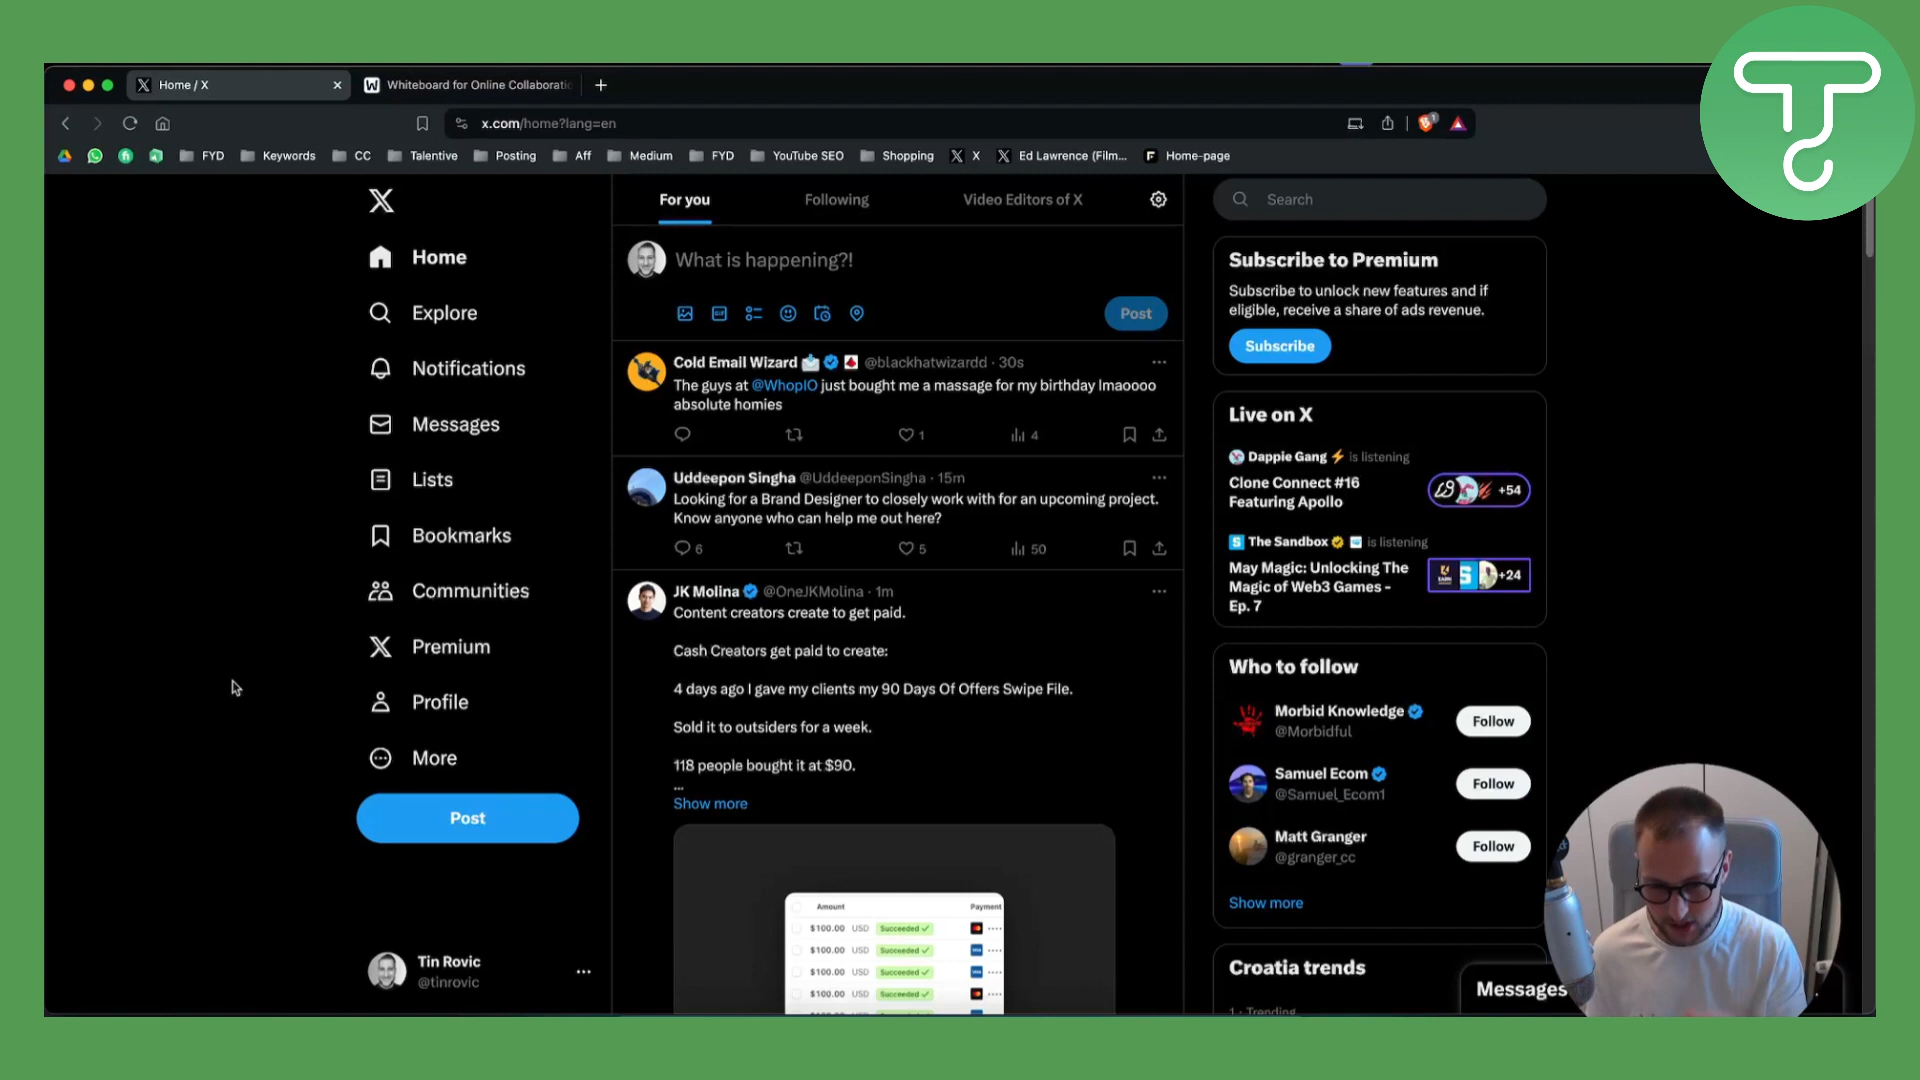 Home / X
Whiteboard for Online Collaboratio
x.com/home?lang=en
FYD
Keywords
CC
Talentive
Posting
Aff
Medium
FYD
YouTube SEO
Shopping
X
Ed Lawrence (Film...
Home-page
Home
Explore
Notifications
Messages
Lists
Bookmarks
Communities
Premium
Profile
More
Post
Tin Rovic
@tinrovic
For you
Following
Video Editors of X
What is happening?!
GIF
Post
Cold Email Wizard @blackhatwizardd · 30s
The guys at @WhopIO just bought me a massage for my birthday lmaoooo
absolute homies
1
4
Uddeepon Singha @UddeeponSingha · 15m
Looking for a Brand Designer to closely work with for an upcoming project.
Know anyone who can help me out here?
6
5
50
JK Molina @OneJKMolina · 1m
Content creators create to get paid.
Cash Creators get paid to create:
4 days ago I gave my clients my 90 Days Of Offers Swipe File.
Sold it to outsiders for a week.
118 people bought it at $90.
...
Show more
Amount Payment
$100.00 USD Succeeded ✓
$100.00 USD Succeeded ✓
$100.00 USD Succeeded ✓
$100.00 USD Succeeded ✓
Search
Subscribe to Premium
Subscribe to unlock new features and if
eligible, receive a share of ads revenue.
Subscribe
Live on X
Dappie Gang ⚡ is listening
Clone Connect #16
Featuring Apollo
+54
The Sandbox is listening
May Magic: Unlocking The
Magic of Web3 Games -
Ep. 7
+24
Who to follow
Morbid Knowledge
@Morbidful
Follow
Samuel Ecom
@Samuel_Ecom1
Follow
Matt Granger
@granger_cc
Follow
Show more
Croatia trends
1 · Trending
Messages